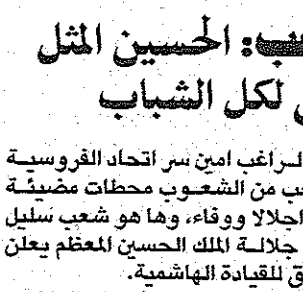 الحسين المثل
لكل الشباب
الراغب امين سر اتحاد الفروسية
من الشعوب محطات مضيئة
اجلالا ووفاء، وها هو شعب سليل
جلالة الملك الحسين المعظم يعلن
للقيادة الهاشمية.